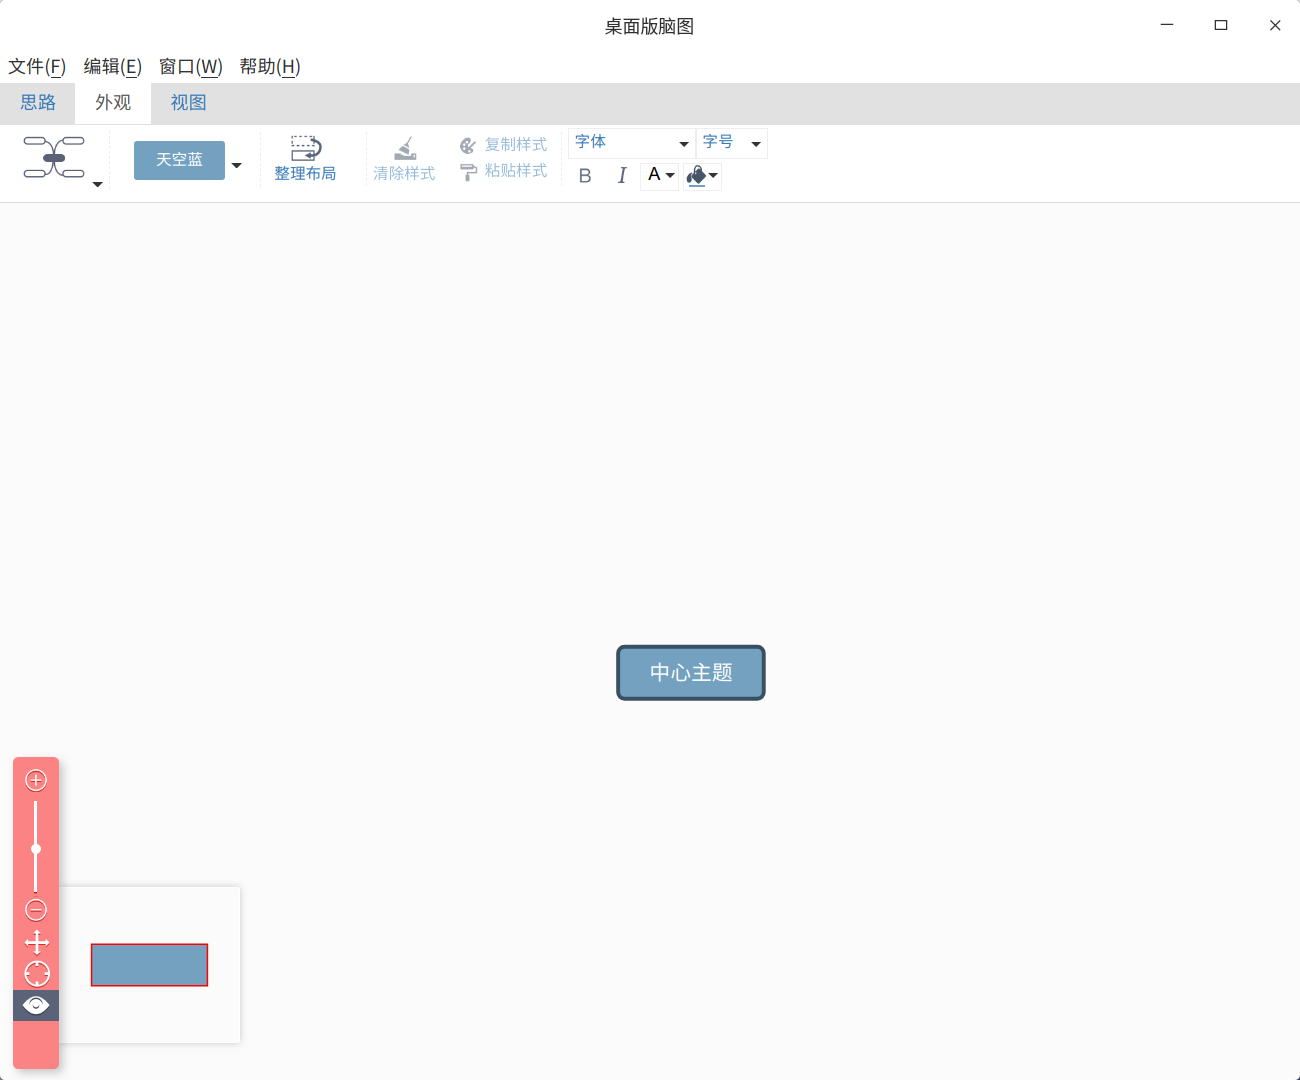 桌面版脑图
文件(F) 编辑(E) 窗口(W) 帮助(H)
思路 外观 视图
天空蓝
整理布局
清除样式
复制样式
粘贴样式
字体 字号
B I A
中心主题